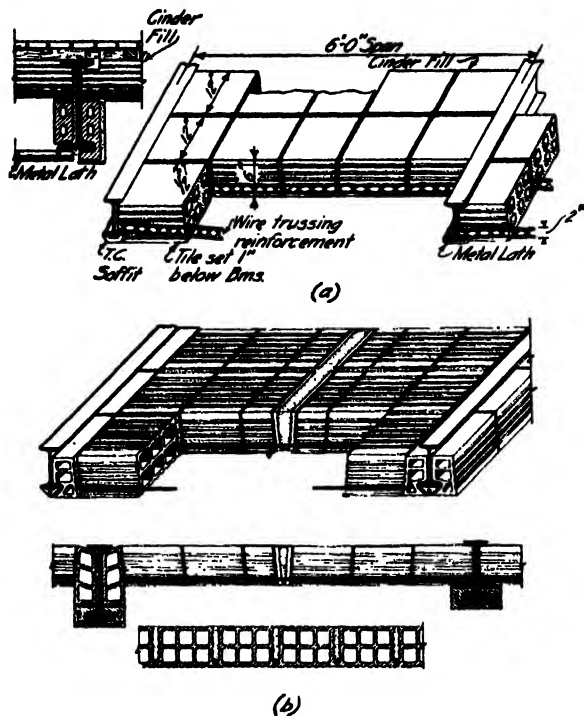 Cinder
Fill
6'-0" Span
Cinder Fill
Metal Lath
Wire trussing
reinforcement
2"
T.C.
Soffit
Tile set 1"
below Bms.
Metal Lath
(a)
(b)